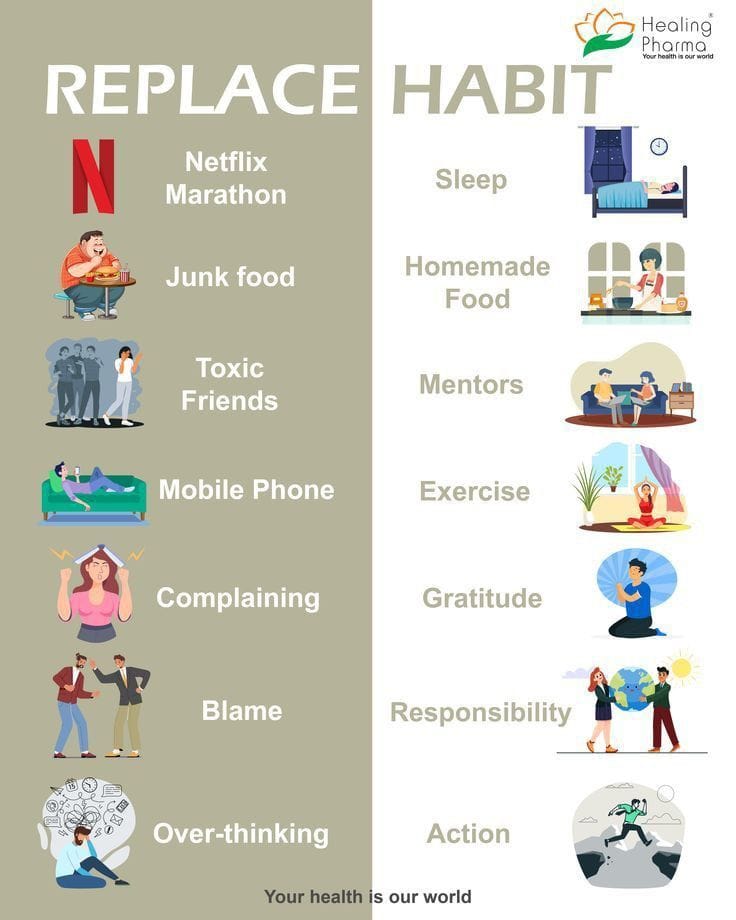 Healing
Pharma®
Your health is our world
REPLACE HABIT
Netflix
Marathon
Sleep
Junk food
Homemade
Food
Toxic
Friends
Mentors
Mobile Phone
Exercise
Complaining
Gratitude
Blame
Responsibility
Over-thinking
Action
Your health is our world